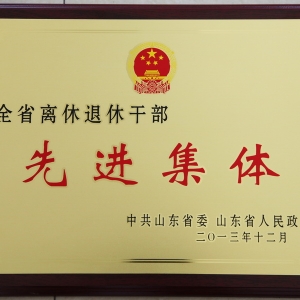 全省离休退休干部
先进集体
中共山东省委 山东省人民政
二〇一三年十二月